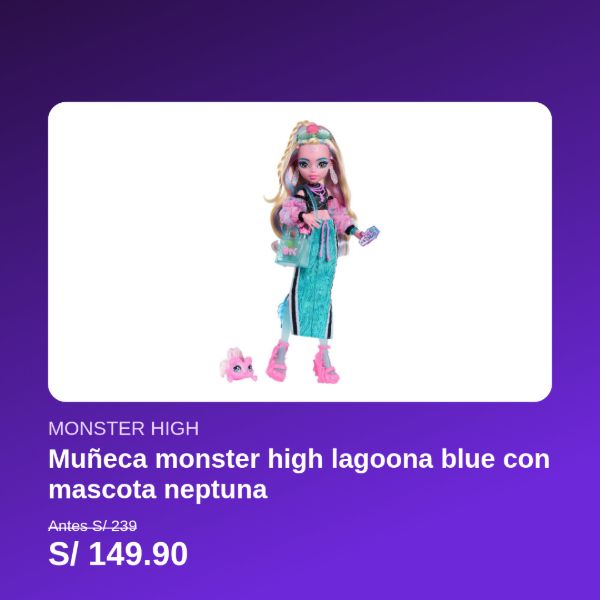 MONSTER HIGH
Muñeca monster high lagoona blue con
mascota neptuna
Antes S/ 239
S/ 149.90